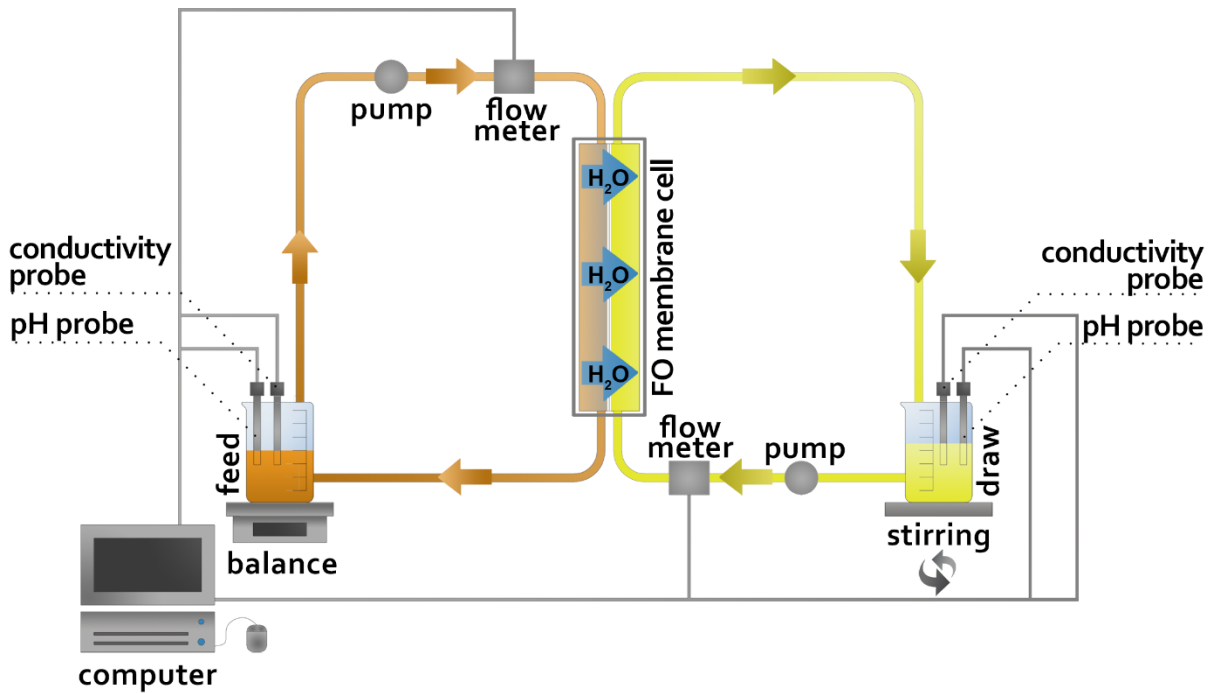 pump
flow
meter
H₂O
H₂O
H₂O
FO membrane cell
conductivity
probe
pH probe
conductivity
probe
pH probe
feed
flow
meter
pump
draw
balance
stirring
computer